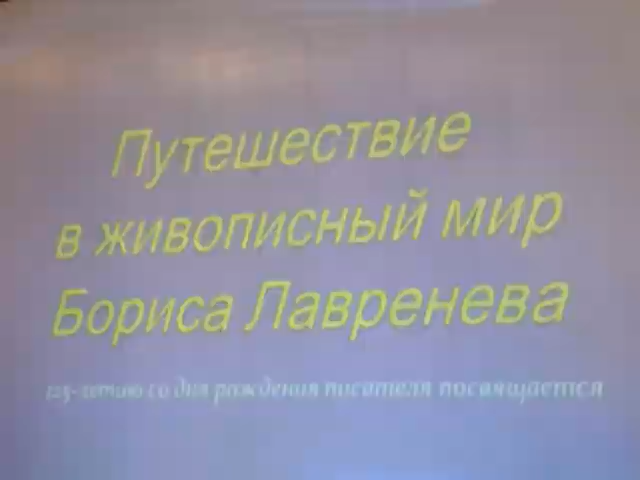 Путешествие
в живописный мир
Бориса Лавренева
125-летию со дня рождения писателя посвящается